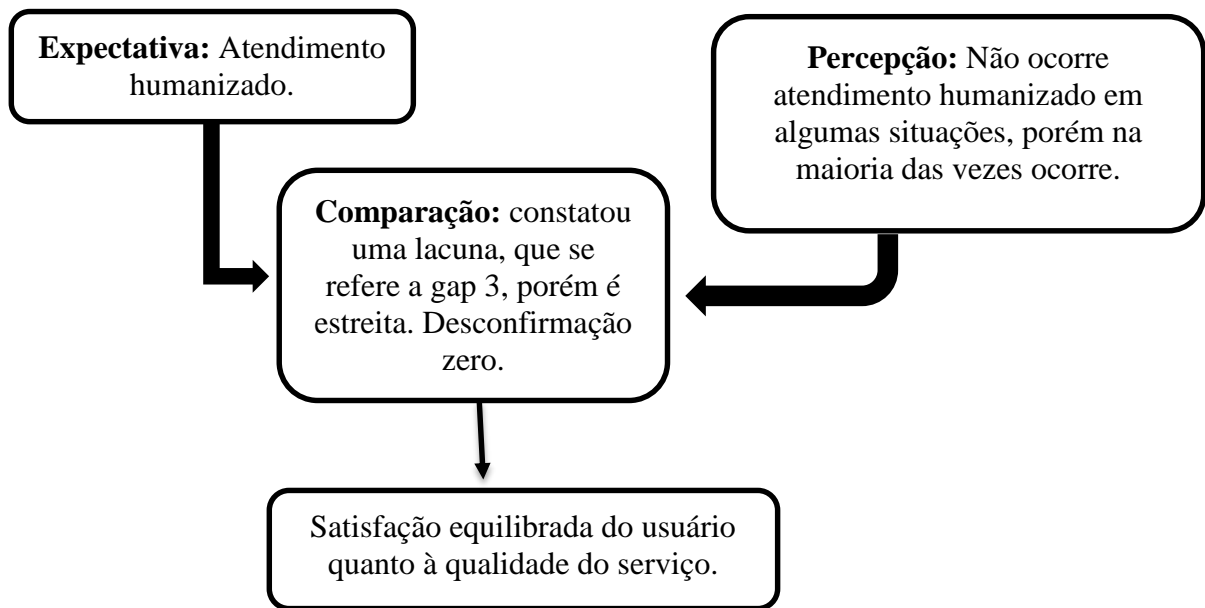 Expectativa: Atendimento
humanizado.
Percepção: Não ocorre
atendimento humanizado em
algumas situações, porém na
maioria das vezes ocorre.
Comparação: constatou
uma lacuna, que se
refere a gap 3, porém é
estreita. Desconfirmação
zero.
Satisfação equilibrada do usuário
quanto à qualidade do serviço.